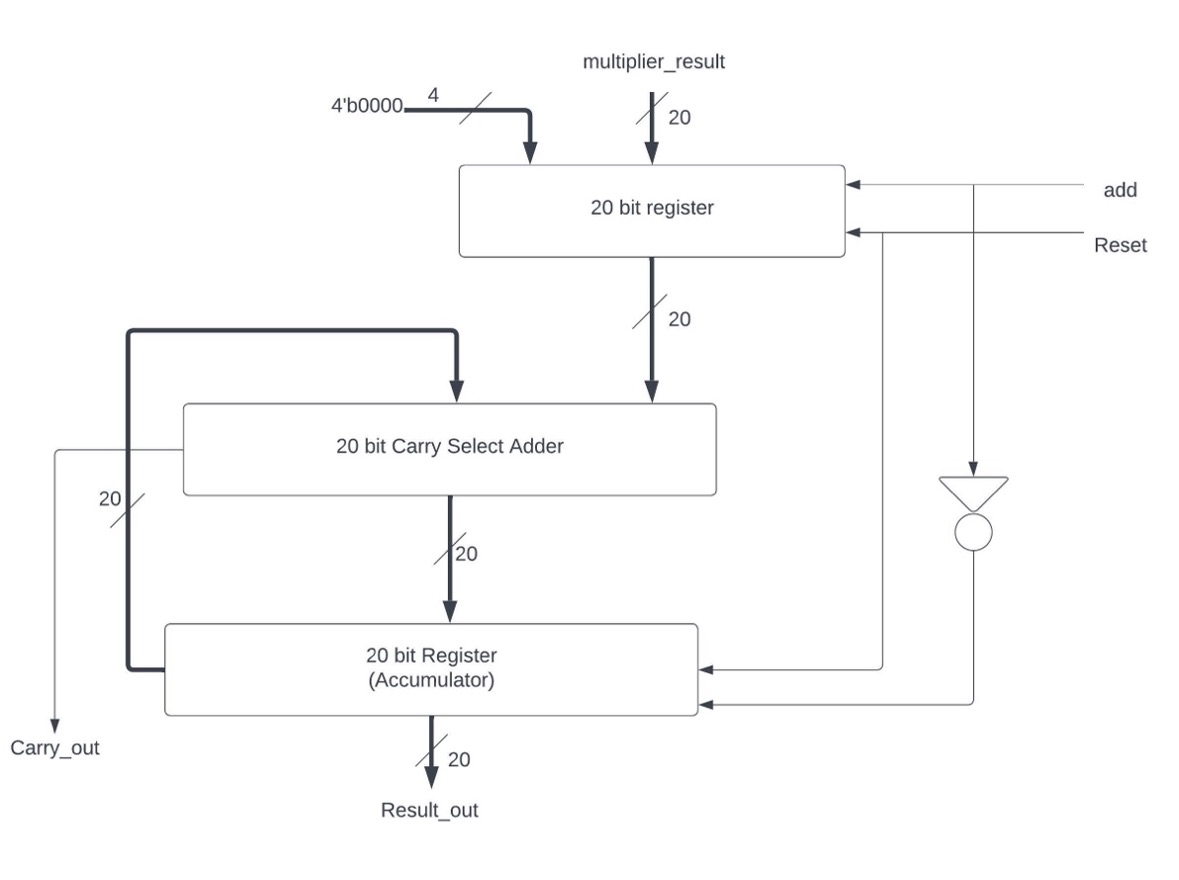 multiplier_result
4'b0000
4
20
20 bit register
add
Reset
20
20 bit Carry Select Adder
20
20
20 bit Register
(Accumulator)
Carry_out
20
Result_out